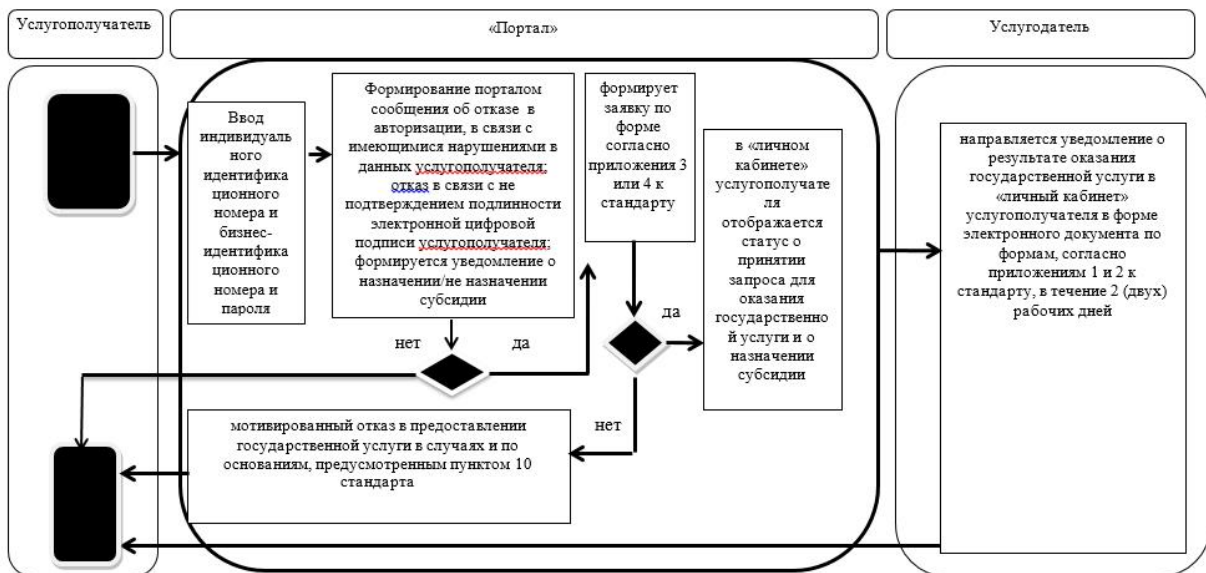 Услугополучатель
«Портал»
Услугодатель
Ввод
индивидуаль
ного
идентифика
ционного
номера и
бизнес-
идентифика
ционного
номера и
пароля
Формирование порталом
сообщения об отказе в
авторизации, в связи с
имеющимися нарушениями в
данных услугополучателя;
отказ в связи с не
подтверждением подлинности
электронной цифровой
подписи услугополучателя;
формируется уведомление о
назначении/не назначении
субсидии
формирует
заявку по
форме
согласно
приложения 3
или 4 к
стандарту
в «личном
кабинете»
услугополучате
ля
отображается
статус о
принятии
запроса для
оказания
государственно
й услуги и о
назначении
субсидии
направляется уведомление о
результате оказания
государственной услуги в
«личный кабинет»
услугополучателя в форме
электронного документа по
формам, согласно
приложениям 1 и 2 к
стандарту, в течение 2 (двух)
рабочих дней
нет
да
да
нет
мотивированный отказ в предоставлении
государственной услуги в случаях и по
основаниям, предусмотренным пунктом 10
стандарта